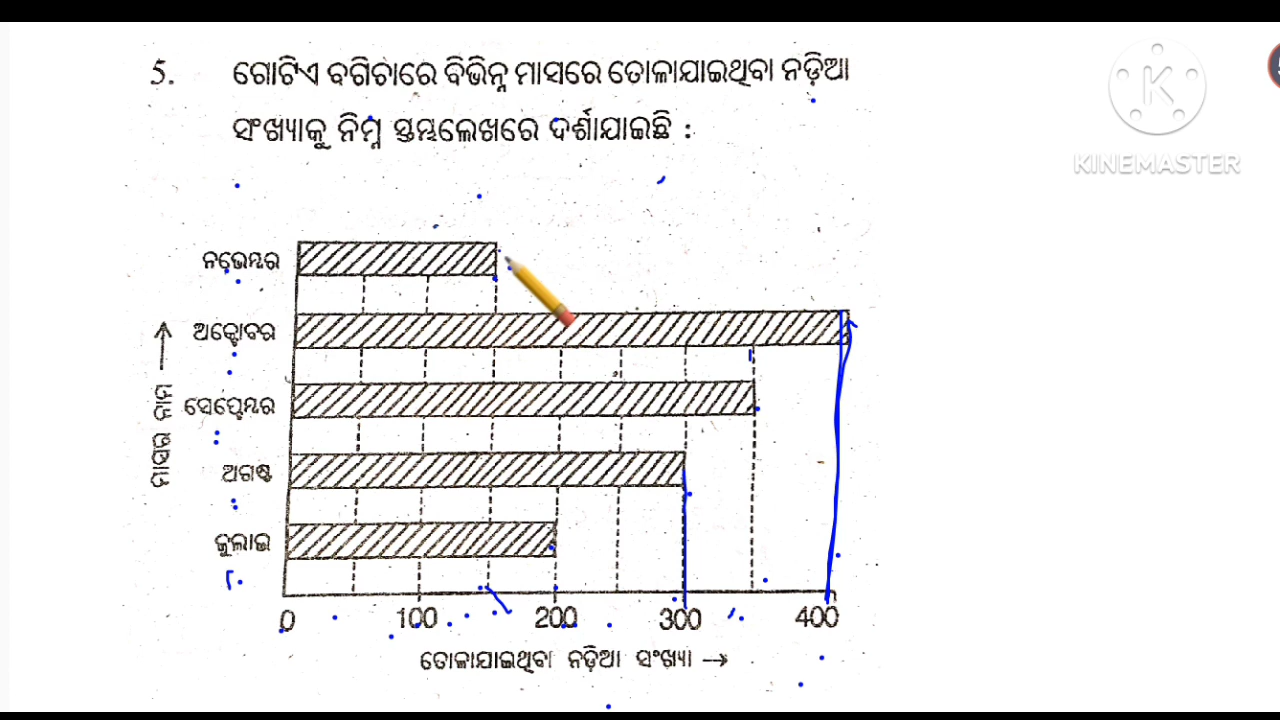 5. ଗୋଟିଏ ବଗିଚାରେ ବିଭିନ୍ନ ମାସରେ ତୋଳାଯାଇଥିବା ନଡ଼ିଆ
ସଂଖ୍ୟାକୁ ନିମ୍ନ ସ୍ତମ୍ଭଲେଖରେ ଦର୍ଶାଯାଇଛି :
KINEMASTER
ନଭେମ୍ବର
ଅକ୍ଟୋବର
ସେପ୍ଟେମ୍ବର
ଅଗଷ୍ଟ
ଜୁଲାଇ
ମାସର ନାମ →
0 100 200 300 400
ତୋଳାଯାଇଥିବା ନଡ଼ିଆ ସଂଖ୍ୟା →